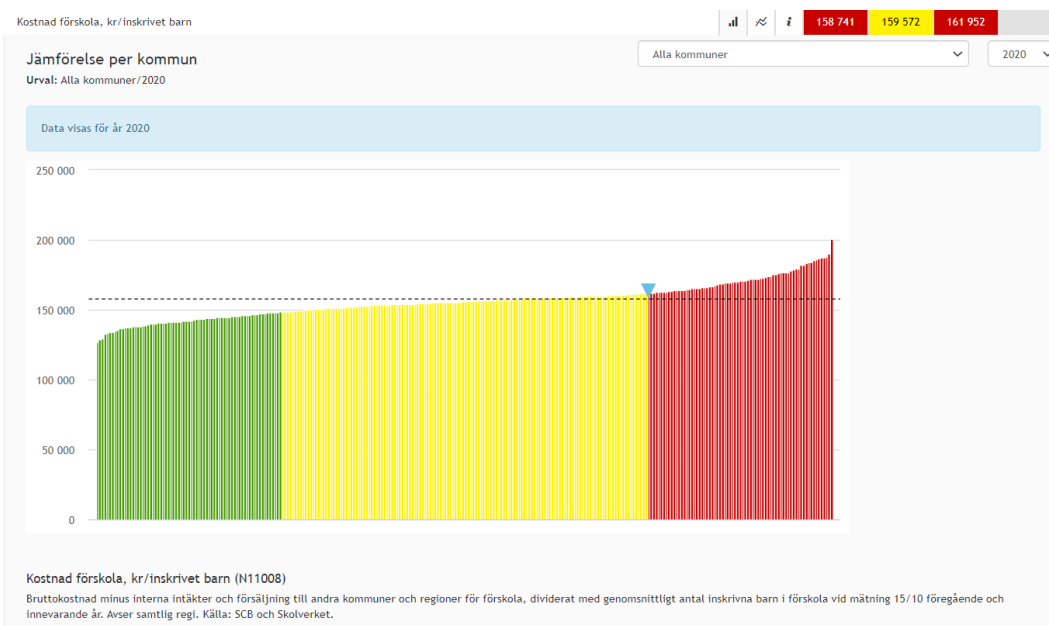 Kostnad förskola, kr/inskrivet barn
i
158 741
159 572
161 952
Jämförelse per kommun
Alla kommuner
2020
Urval: Alla kommuner/2020
Data visas för år 2020
250 000
200 000
150 000
100 000
50 000
0
Kostnad förskola, kr/inskrivet barn (N11008)
Bruttokostnad minus interna intäkter och försäljning till andra kommuner och regioner för förskola, dividerat med genomsnittligt antal inskrivna barn i förskola vid mätning 15/10 föregående och
innevarande år. Avser samtlig regi. Källa: SCB och Skolverket.